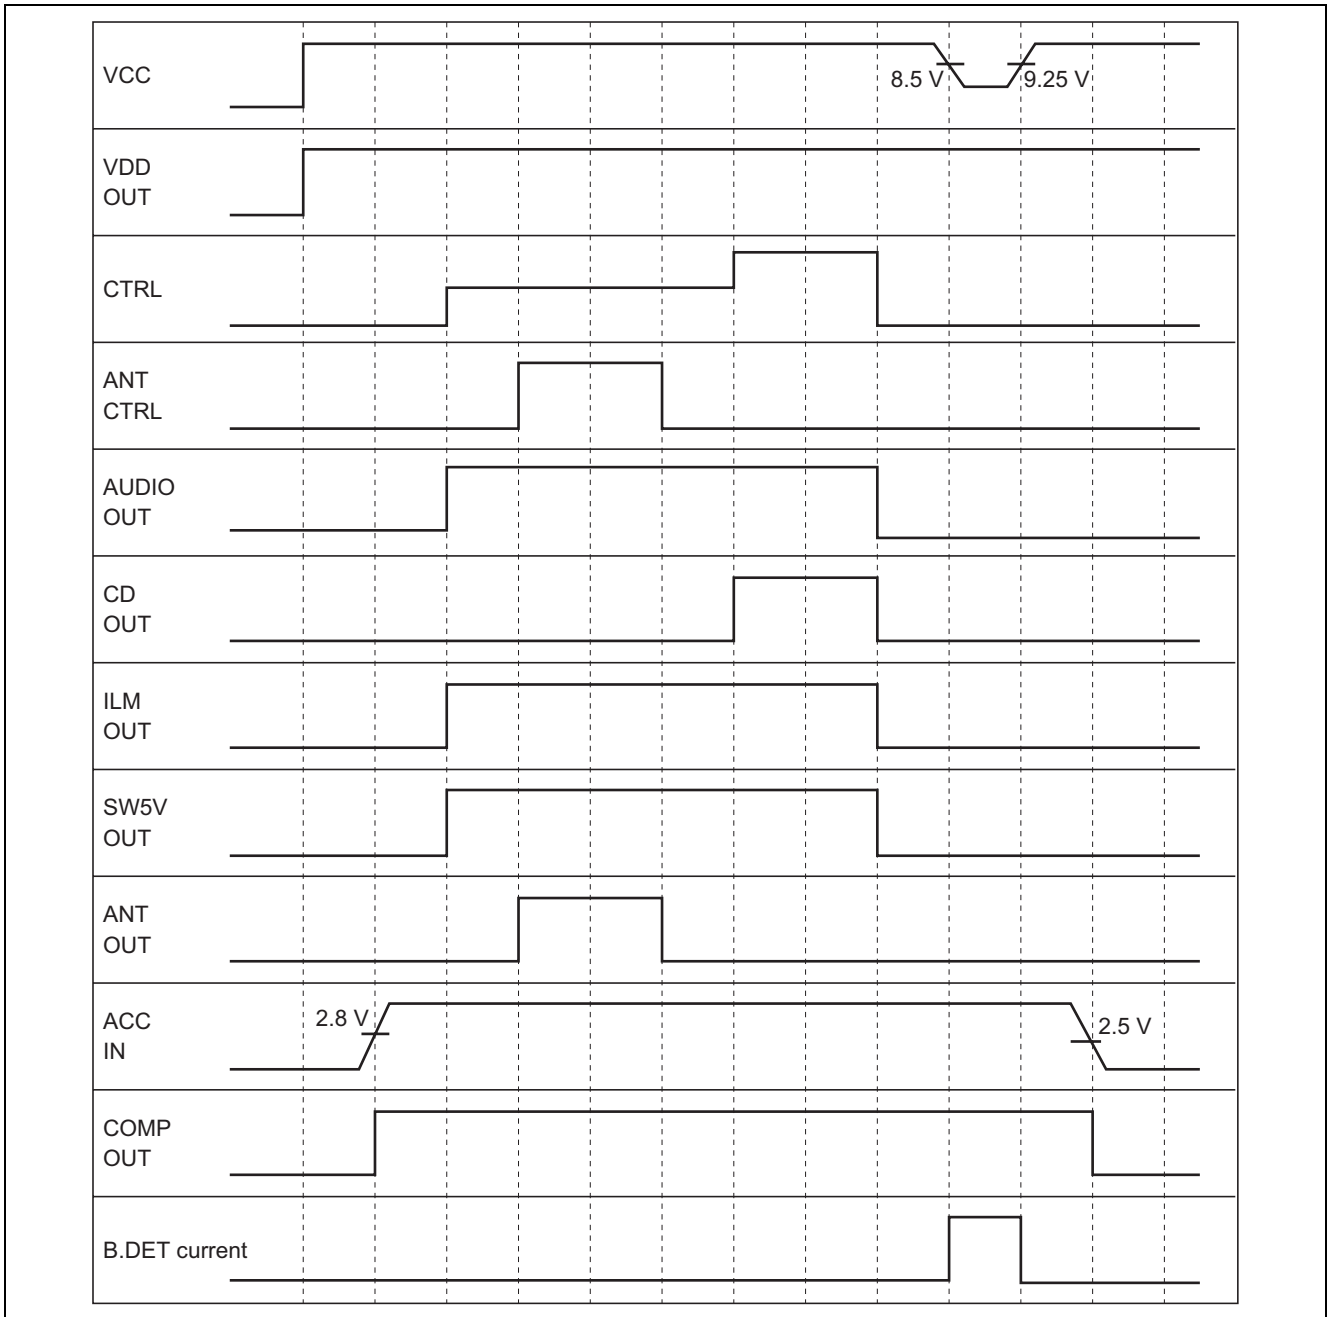 VCC
8.5 V
9.25 V
VDD
OUT
CTRL
ANT
CTRL
AUDIO
OUT
CD
OUT
ILM
OUT
SW5V
OUT
ANT
OUT
ACC
IN
2.8 V
2.5 V
COMP
OUT
B.DET current